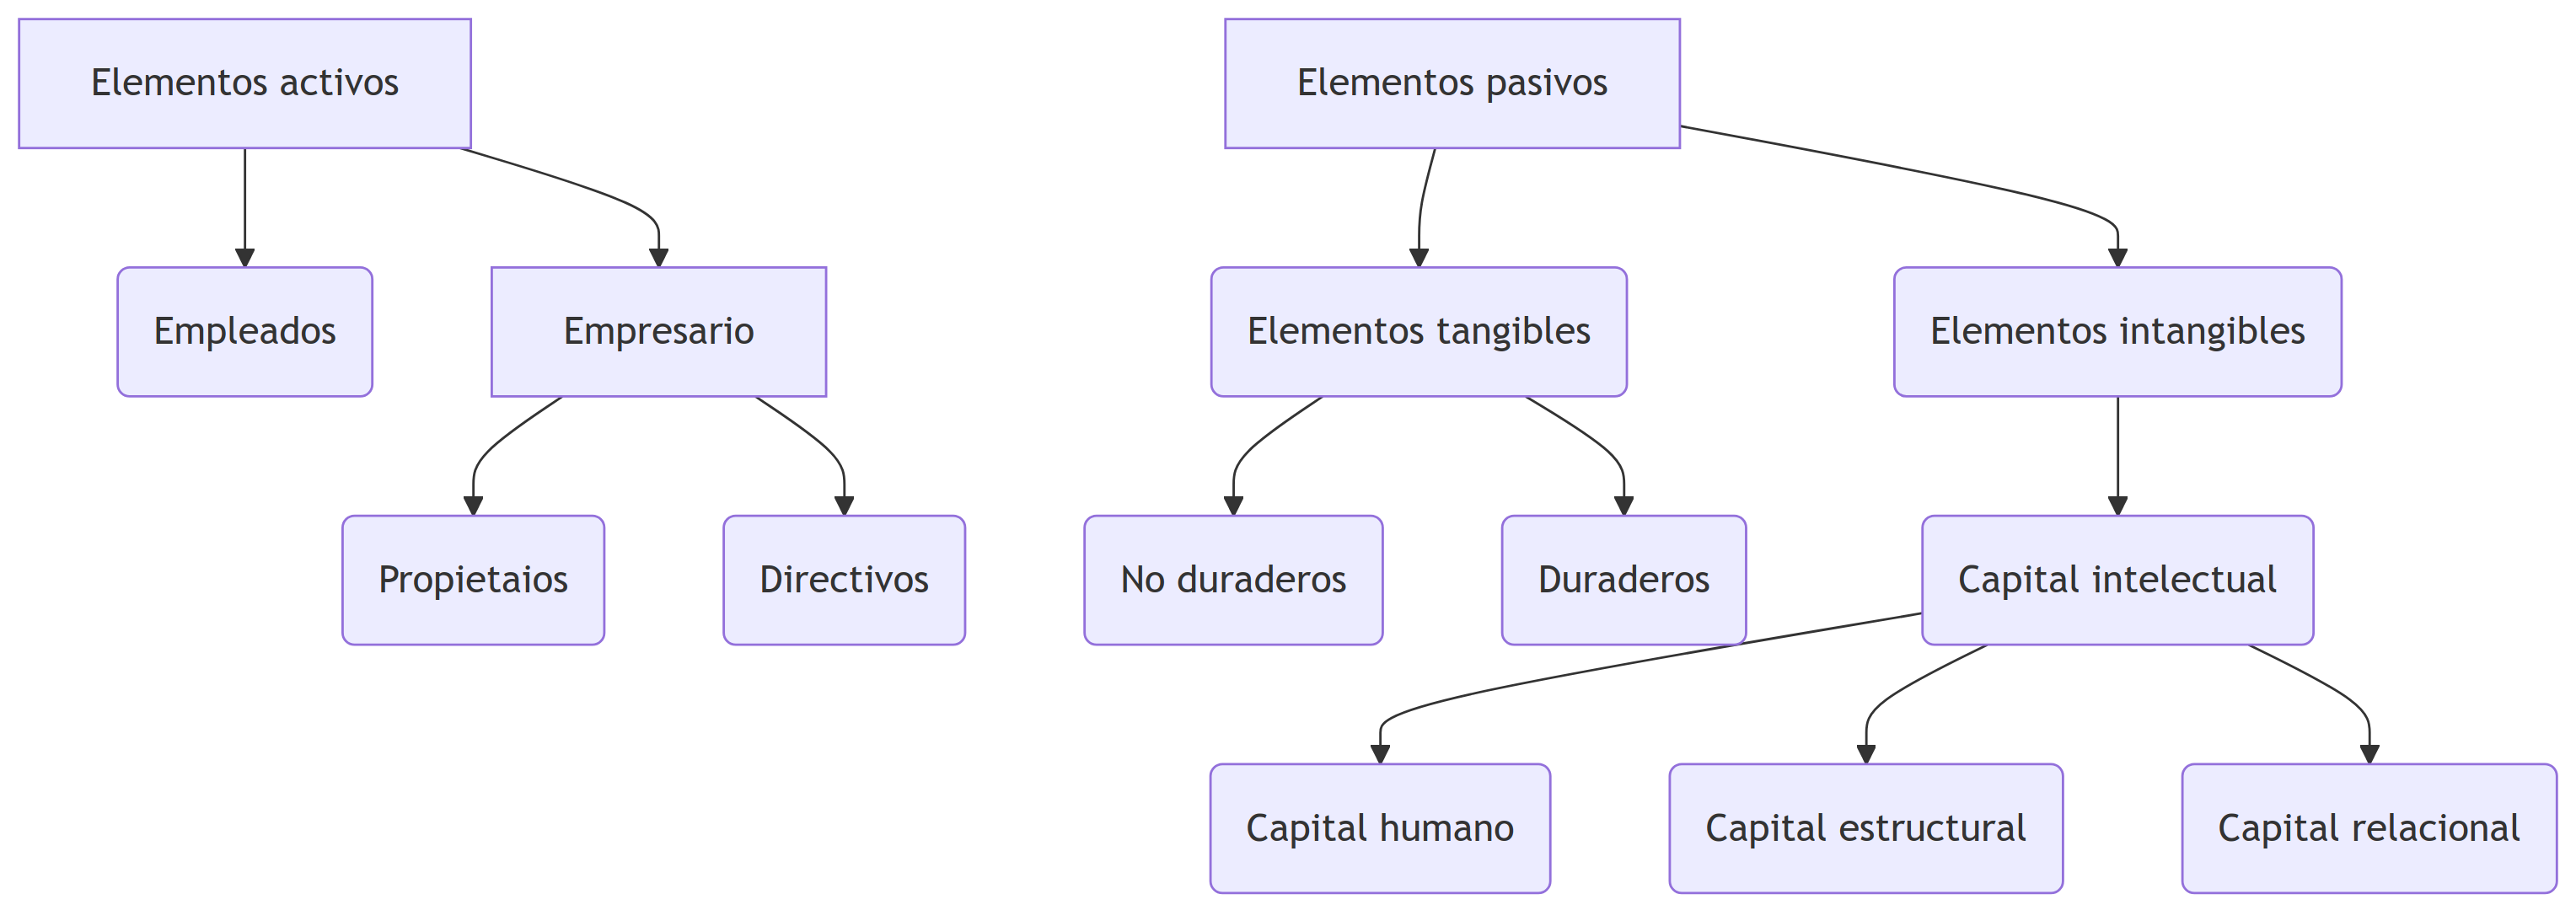 Elementos activos
Elementos pasivos
Empleados
Empresario
Elementos tangibles
Elementos intangibles
Propietaios
Directivos
No duraderos
Duraderos
Capital intelectual
Capital humano
Capital estructural
Capital relacional